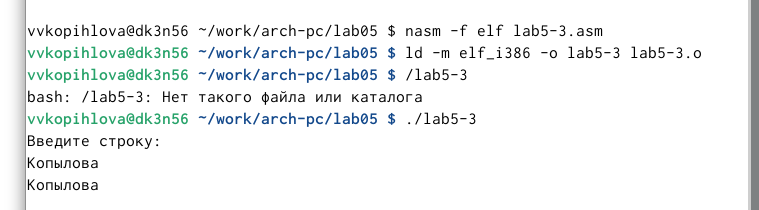 vvkopihlova@dk3n56 ~/work/arch-pc/lab05 $ nasm -f elf lab5-3.asm
vvkopihlova@dk3n56 ~/work/arch-pc/lab05 $ ld -m elf_i386 -o lab5-3 lab5-3.o
vvkopihlova@dk3n56 ~/work/arch-pc/lab05 $ /lab5-3
bash: /lab5-3: Нет такого файла или каталога
vvkopihlova@dk3n56 ~/work/arch-pc/lab05 $ ./lab5-3
Введите строку:
Копылова
Копылова